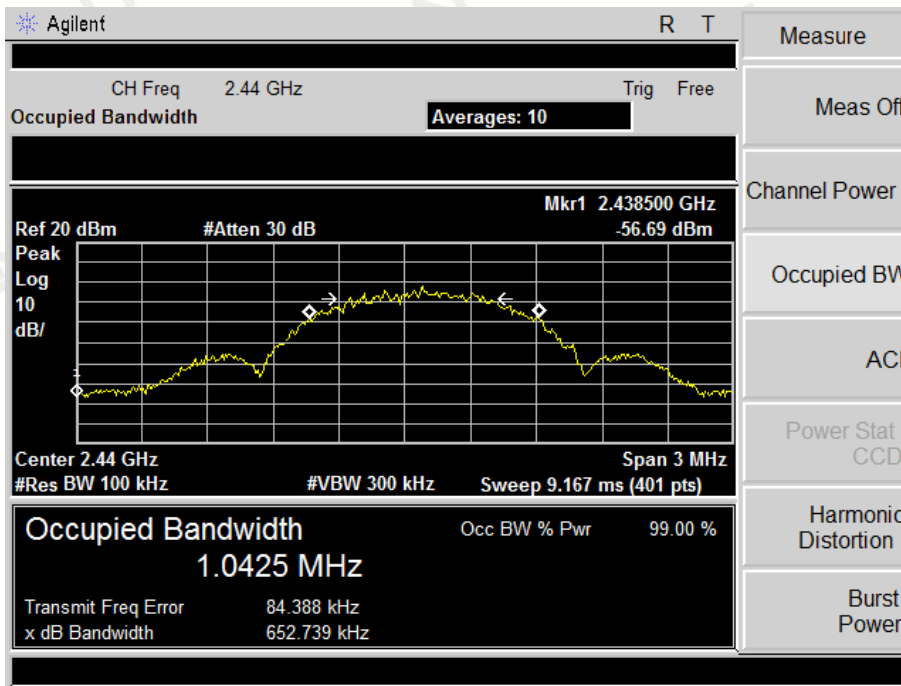 Agilent
R T
Measure
CH Freq 2.44 GHz
Trig Free
Occupied Bandwidth
Averages: 10
Meas Off
Mkr1 2.438500 GHz
Channel Power
Ref 20 dBm #Atten 30 dB -56.69 dBm
Peak
Log
10
dB/
Occupied BW
1
Center 2.44 GHz Span 3 MHz
#Res BW 100 kHz #VBW 300 kHz Sweep 9.167 ms (401 pts)
Power Stat
CCD
Occupied Bandwidth
Occ BW % Pwr 99.00 %
1.0425 MHz
Harmonic
Distortion
Transmit Freq Error 84.388 kHz
x dB Bandwidth 652.739 kHz
Burst
Power